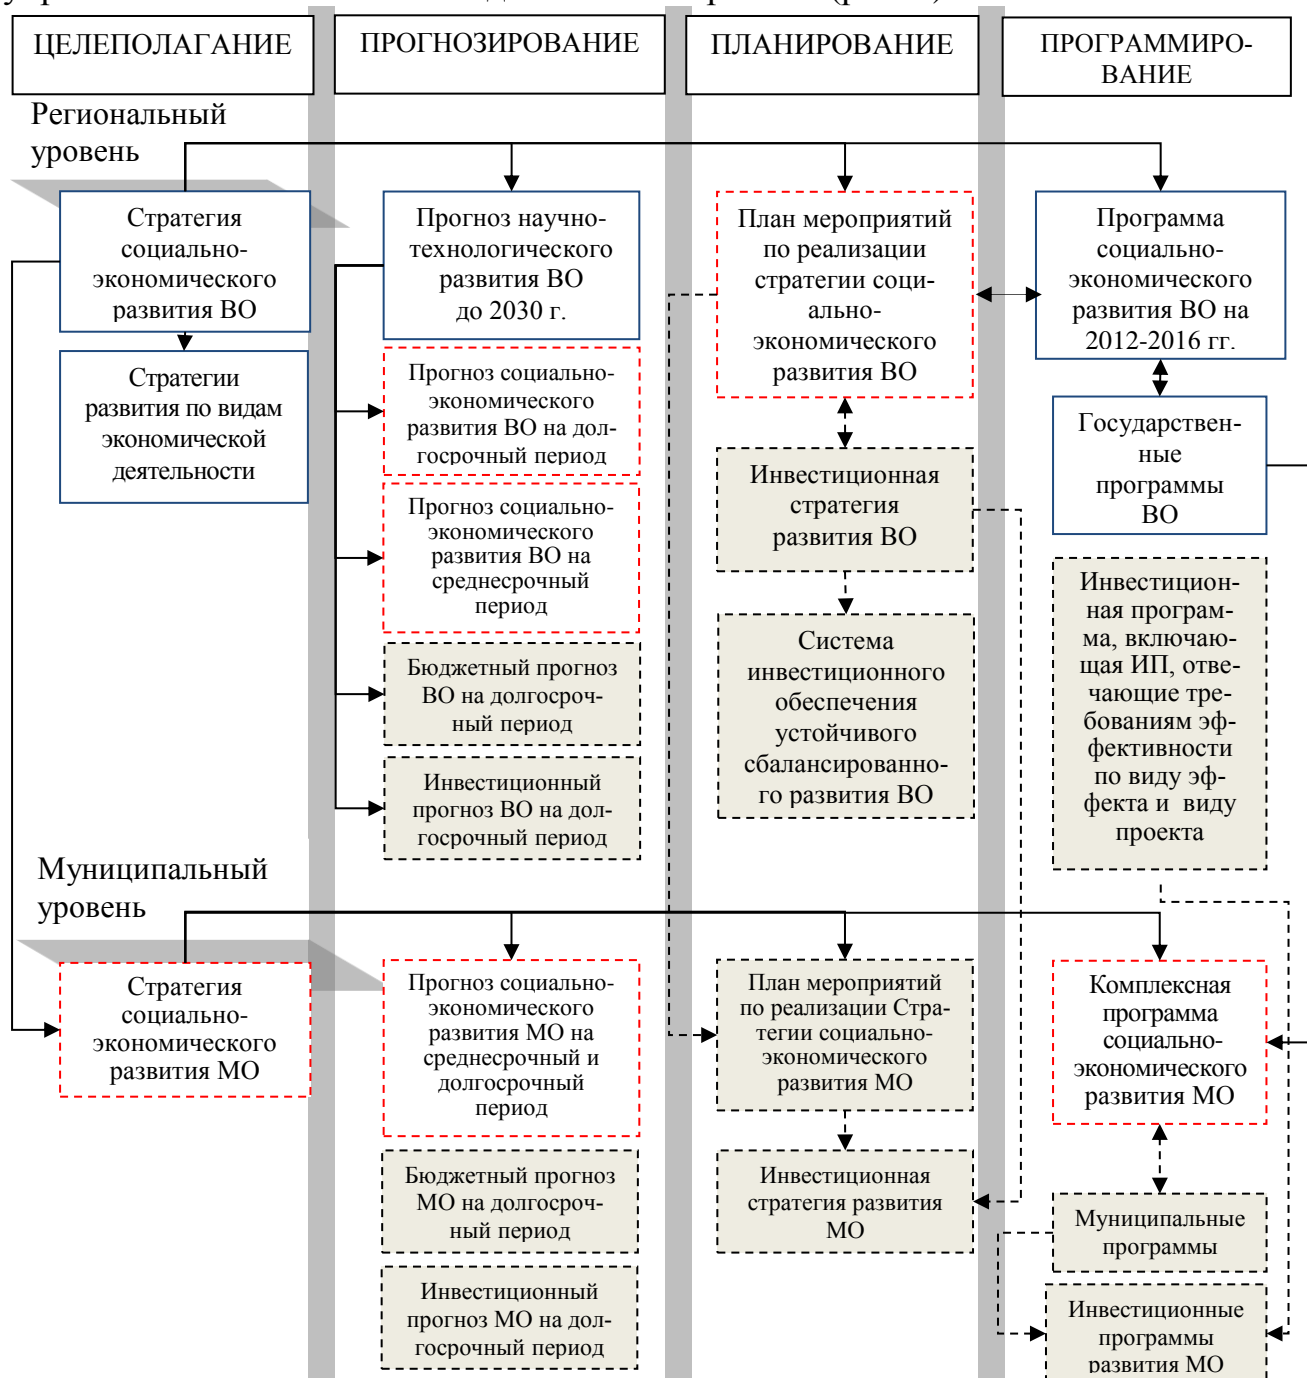 ЦЕЛЕПОЛАГАНИЕ
ПРОГНОЗИРОВАНИЕ
ПЛАНИРОВАНИЕ
ПРОГРАММИРО-
ВАНИЕ
Региональный
уровень
Стратегия
социально-
экономического
развития ВО
Стратегии
развития по видам
экономической
деятельности
Прогноз научно-
технологического
развития ВО
до 2030 г.
Прогноз социально-
экономического
развития ВО на дол-
госрочный период
Прогноз социально-
экономического
развития ВО на
среднесрочный
период
Бюджетный прогноз
ВО на долгосроч-
ный период
Инвестиционный
прогноз ВО на дол-
госрочный период
План мероприятий
по реализации
стратегии соци-
ально-
экономического
развития ВО
Инвестиционная
стратегия
развития ВО
Система
инвестиционного
обеспечения
устойчивого
сбалансированно-
го развития ВО
Программа
социально-
экономического
развития ВО на
2012-2016 гг.
Государствен-
ные
программы
ВО
Инвестицион-
ная програм-
ма, включаю-
щая ИП, отве-
чающие тре-
бованиям эф-
фективности
по виду эф-
фекта и виду
проекта
Муниципальный
уровень
Стратегия
социально-
экономического
развития МО
Прогноз социально-
экономического
развития МО на
среднесрочный и
долгосрочный
период
Бюджетный прогноз
МО на долгосроч-
ный период
Инвестиционный
прогноз МО на дол-
госрочный период
План мероприятий
по реализации Стра-
тегии социально-
экономического
развития МО
Инвестиционная
стратегия развития
МО
Комплексная
программа
социально-
экономического
развития МО
Муниципальные
программы
Инвестиционные
программы
развития МО